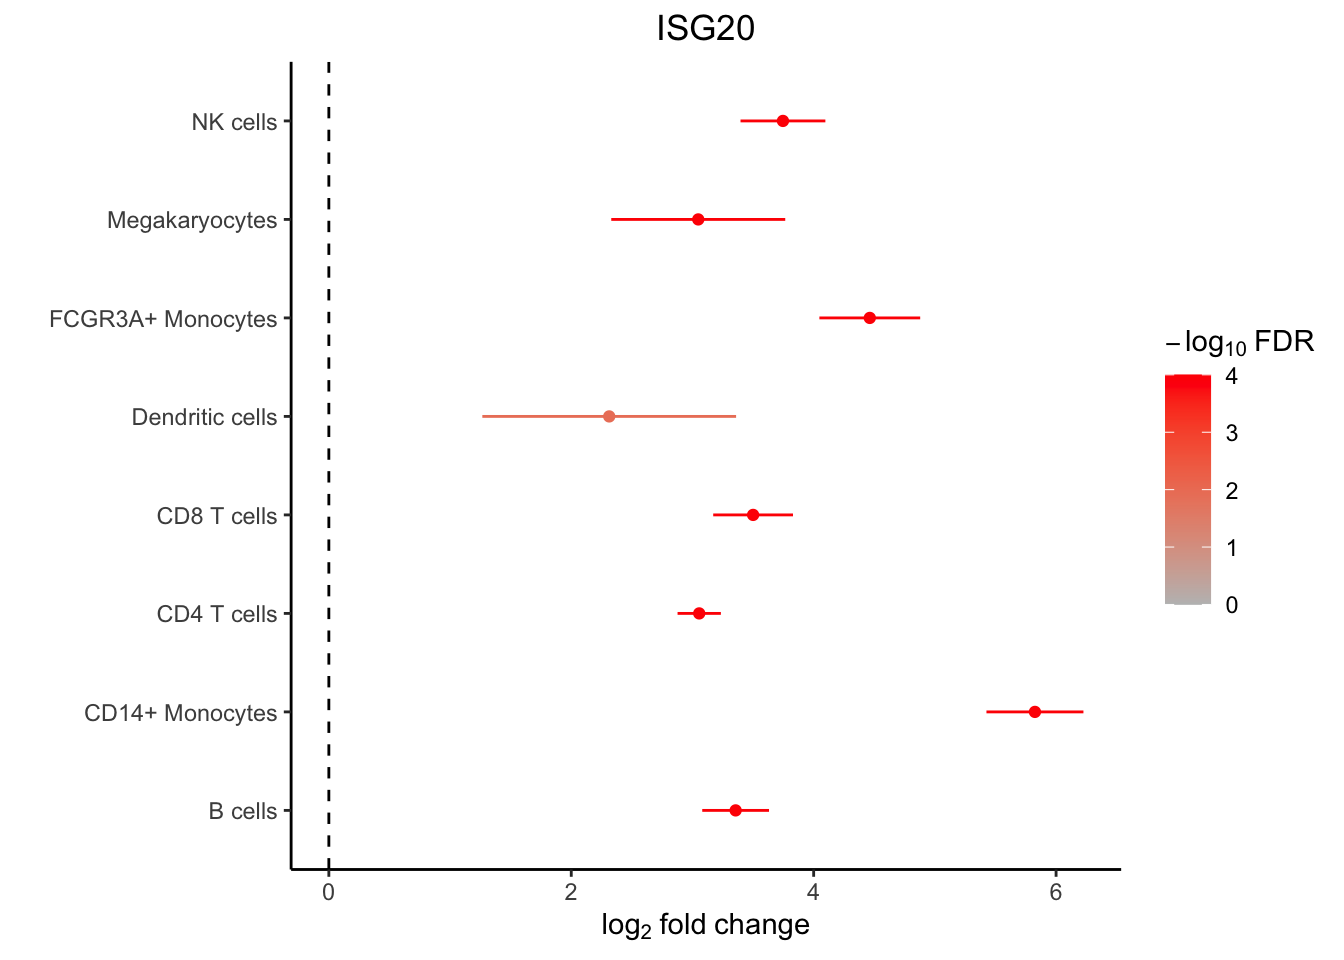 ISG20
NK cells
Megakaryocytes
FCGR3A+ Monocytes
Dendritic cells
CD8 T cells
CD4 T cells
CD14+ Monocytes
B cells
0 2 4 6
log₂ fold change
−log₁₀ FDR
4
3
2
1
0